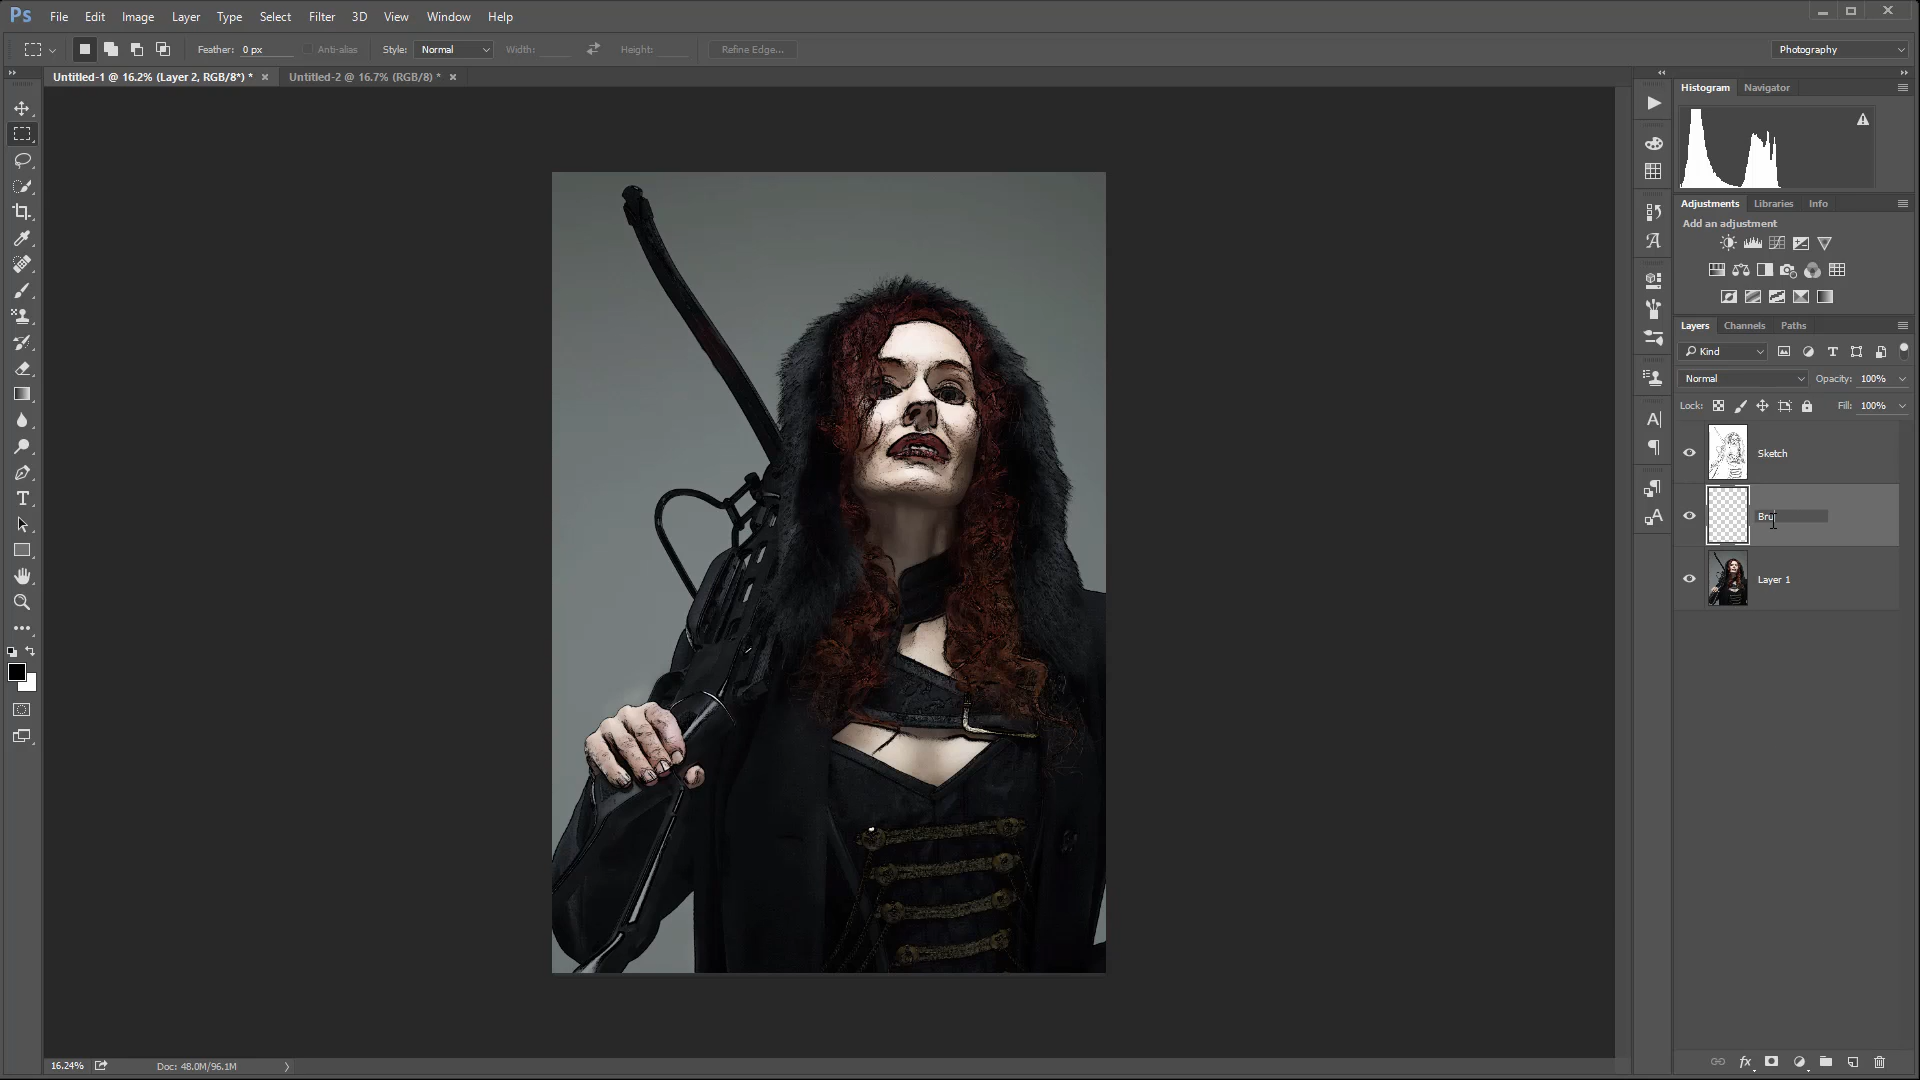 Ps File Edit Image Layer Type Select Filter 3D View Window Help
Feather: 0 px Anti-alias Style: Normal Width: Height: Refine Edge... Photography
Untitled-1 @ 16.2% (Layer 2, RGB/8*) * Untitled-2 @ 16.7% (RGB/8) *
Histogram Navigator
Adjustments Libraries Info
Add an adjustment
Layers Channels Paths
Kind
Normal Opacity: 100%
Lock: Fill: 100%
Sketch
Bru
Layer 1
16.24% Doc: 48.0M/96.1M